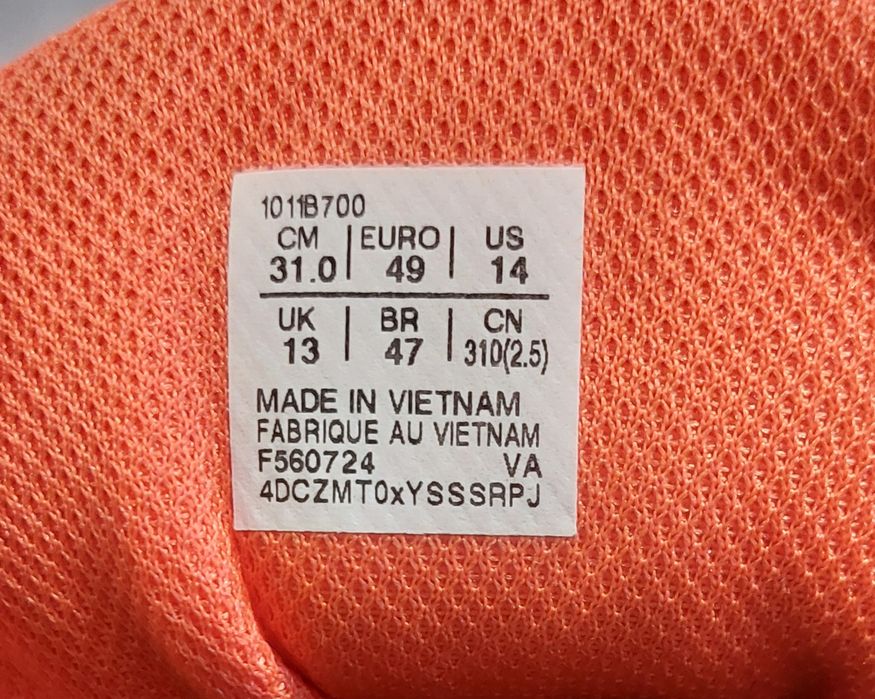 1011B700
CM | EURO | US
31.0 | 49 | 14
UK | BR | CN
13 | 47 | 310(2.5)
MADE IN VIETNAM
FABRIQUE AU VIETNAM
F560724 VA
4DCZMT0xYSSSRPJ